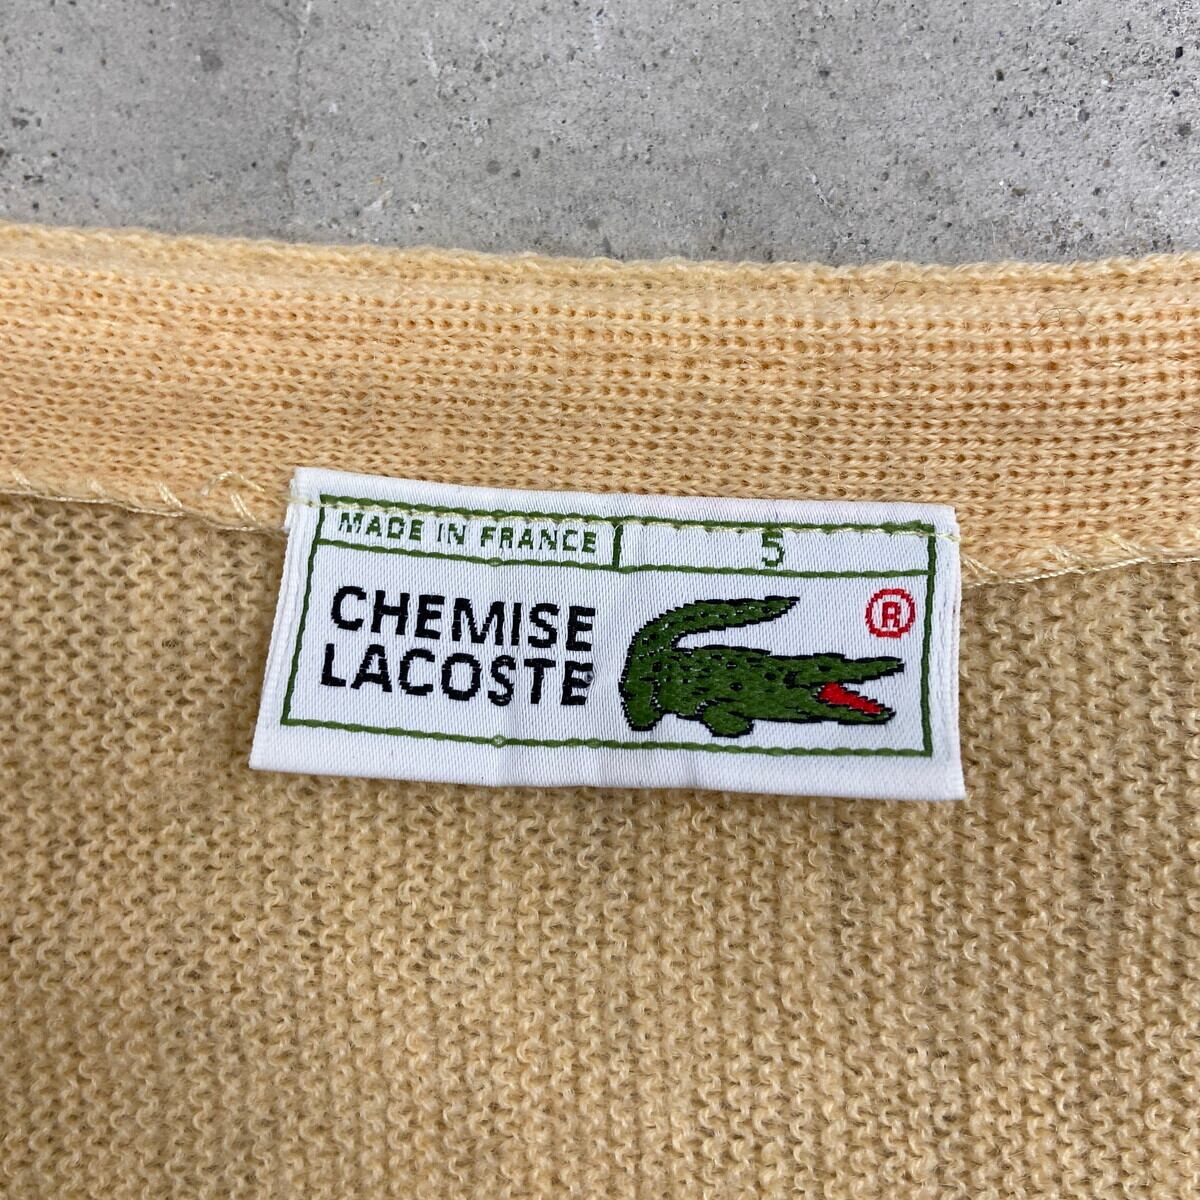 MADE IN FRANCE 5
CHEMISE
LACOSTE
®